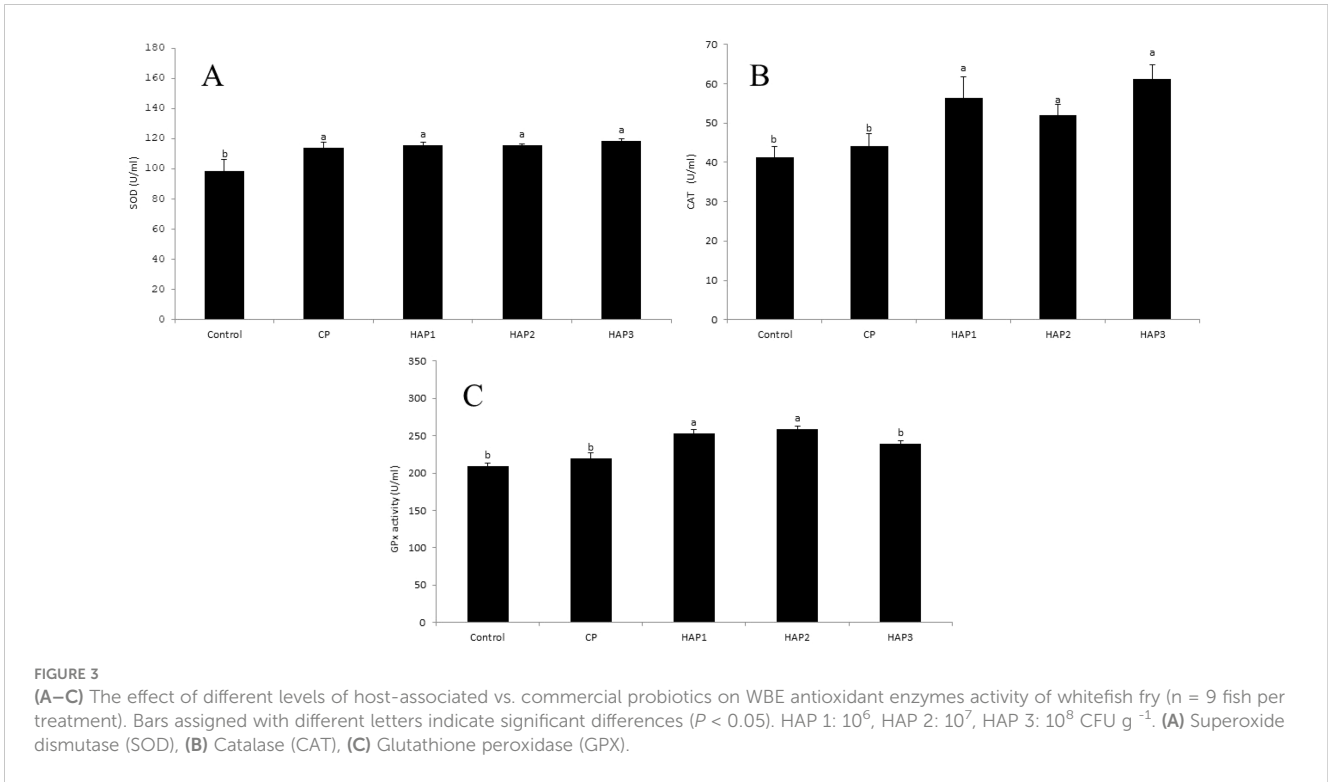 A
SOD (U/ml)
180
160
140
120
100
80
60
40
20
0
b
a
a
a
a
Control
CP
HAP1
HAP2
HAP3
B
CAT (U/ml)
70
60
50
40
30
20
10
0
b
b
a
a
a
Control
CP
HAP1
HAP2
HAP3
C
GPx activity (U/ml)
350
300
250
200
150
100
50
0
b
b
a
a
b
Control
CP
HAP1
HAP2
HAP3
FIGURE 3
(A–C) The effect of different levels of host-associated vs. commercial probiotics on WBE antioxidant enzymes activity of whitefish fry (n = 9 fish per
treatment). Bars assigned with different letters indicate significant differences (P < 0.05). HAP 1: 10⁶, HAP 2: 10⁷, HAP 3: 10⁸ CFU g ⁻¹. (A) Superoxide
dismutase (SOD), (B) Catalase (CAT), (C) Glutathione peroxidase (GPX).